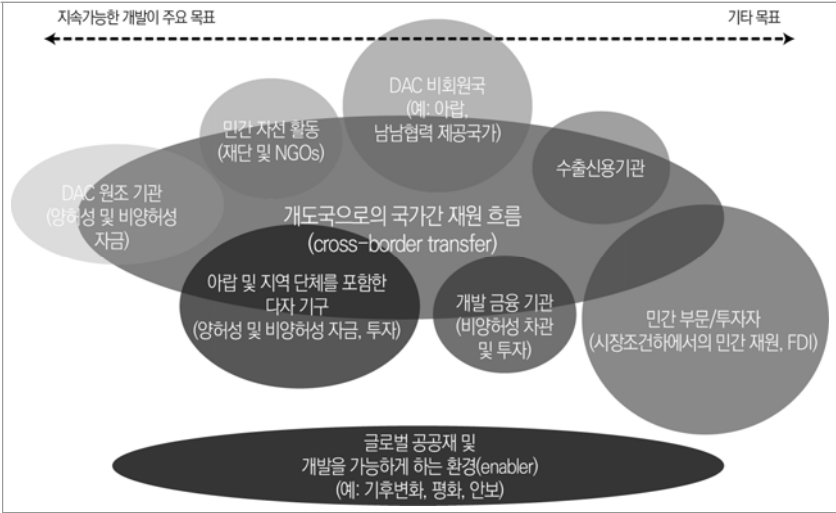 지속가능한 개발이 주요 목표
기타 목표
DAC 비회원국
(예: 아랍,
남남협력 제공국가)
민간 자선 활동
(재단 및 NGOs)
수출신용기관
DAC 원조 기관
(양허성 및 비양허성
자금)
개도국으로의 국가간 재원 흐름
(cross-border transfer)
아랍 및 지역 단체를 포함한
다자 기구
(양허성 및 비양허성 자금, 투자)
개발 금융 기관
(비양허성 차관
및 투자)
민간 부문/투자자
(시장조건하에서의 민간 재원, FDI)
글로벌 공공재 및
개발을 가능하게 하는 환경(enabler)
(예: 기후변화, 평화, 안보)